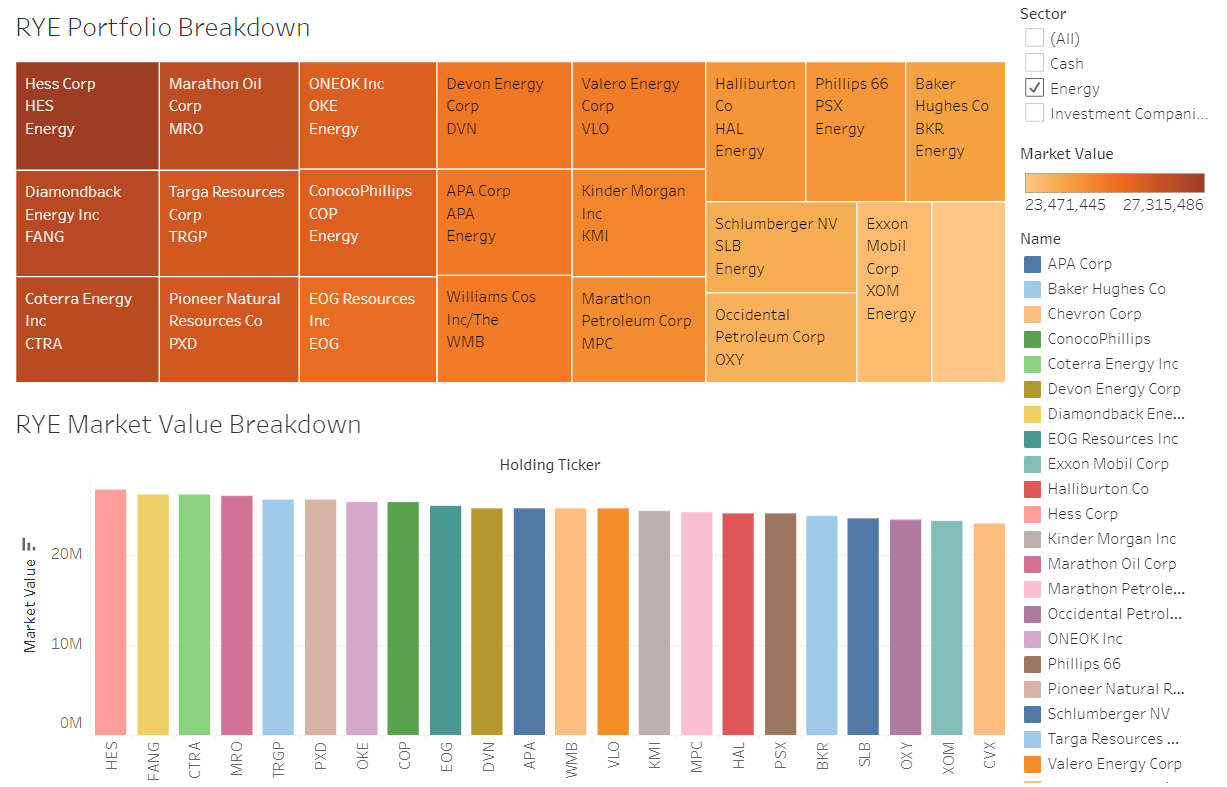 RYE Portfolio Breakdown
Hess Corp
HES
Energy
Marathon Oil
Corp
MRO
ONEOK Inc
OKE
Energy
Devon Energy
Corp
DVN
Valero Energy
Corp
VLO
Halliburton
Co
HAL
Energy
Phillips 66
PSX
Energy
Baker
Hughes Co
BKR
Energy
Diamondback
Energy Inc
FANG
Targa Resources
Corp
TRGP
ConocoPhillips
COP
Energy
APA Corp
APA
Energy
Kinder Morgan
Inc
KMI
Schlumberger NV
SLB
Energy
Exxon
Mobil
Corp
XOM
Energy
Coterra Energy
Inc
CTRA
Pioneer Natural
Resources Co
PXD
EOG Resources
Inc
EOG
Williams Cos
Inc/The
WMB
Marathon
Petroleum Corp
MPC
Occidental
Petroleum Corp
OXY
Sector
(All)
Cash
Energy
Investment Compani...
Market Value
23,471,445 27,315,486
Name
APA Corp
Baker Hughes Co
Chevron Corp
ConocoPhillips
Coterra Energy Inc
Devon Energy Corp
Diamondback Ene...
EOG Resources Inc
Exxon Mobil Corp
Halliburton Co
Hess Corp
Kinder Morgan Inc
Marathon Oil Corp
Marathon Petrole...
Occidental Petrol...
ONEOK Inc
Phillips 66
Pioneer Natural R...
Schlumberger NV
Targa Resources ...
Valero Energy Corp
RYE Market Value Breakdown
Holding Ticker
Market Value
20M
10M
0M
HES FANG CTRA MRO TRGP PXD OKE COP EOG DVN APA WMB VLO KMI MPC HAL PSX BKR SLB OXY XOM CVX